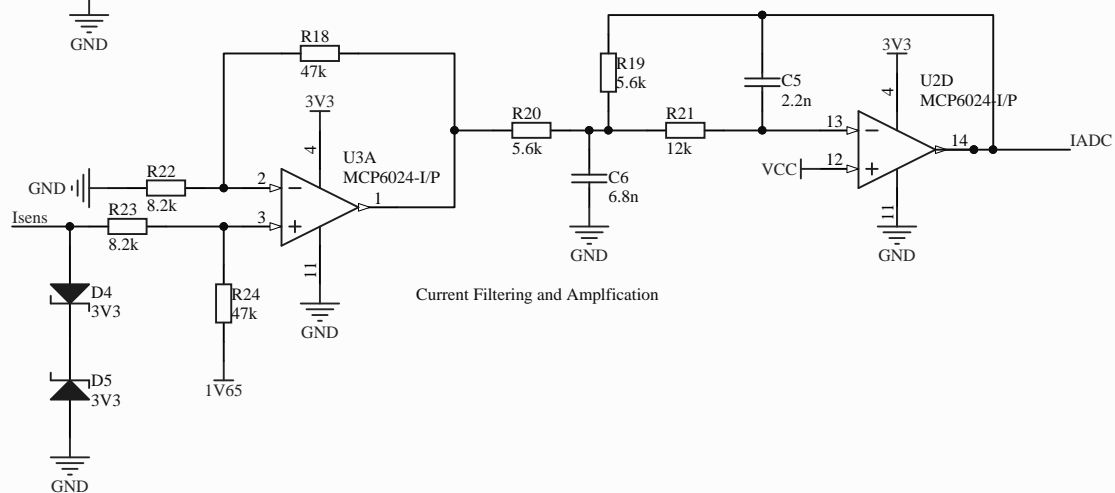 GND
R18
47k
3V3
4
U3A
MCP6024-I/P
GND
R22
8.2k
2
1
Isens
R23
8.2k
3
11
GND
D4
3V3
D5
3V3
GND
R24
47k
1V65
R20
5.6k
R19
5.6k
C6
6.8n
GND
R21
12k
C5
2.2n
3V3
4
U2D
MCP6024-I/P
13
14
IADC
VCC
12
11
GND
Current Filtering and Amplfication